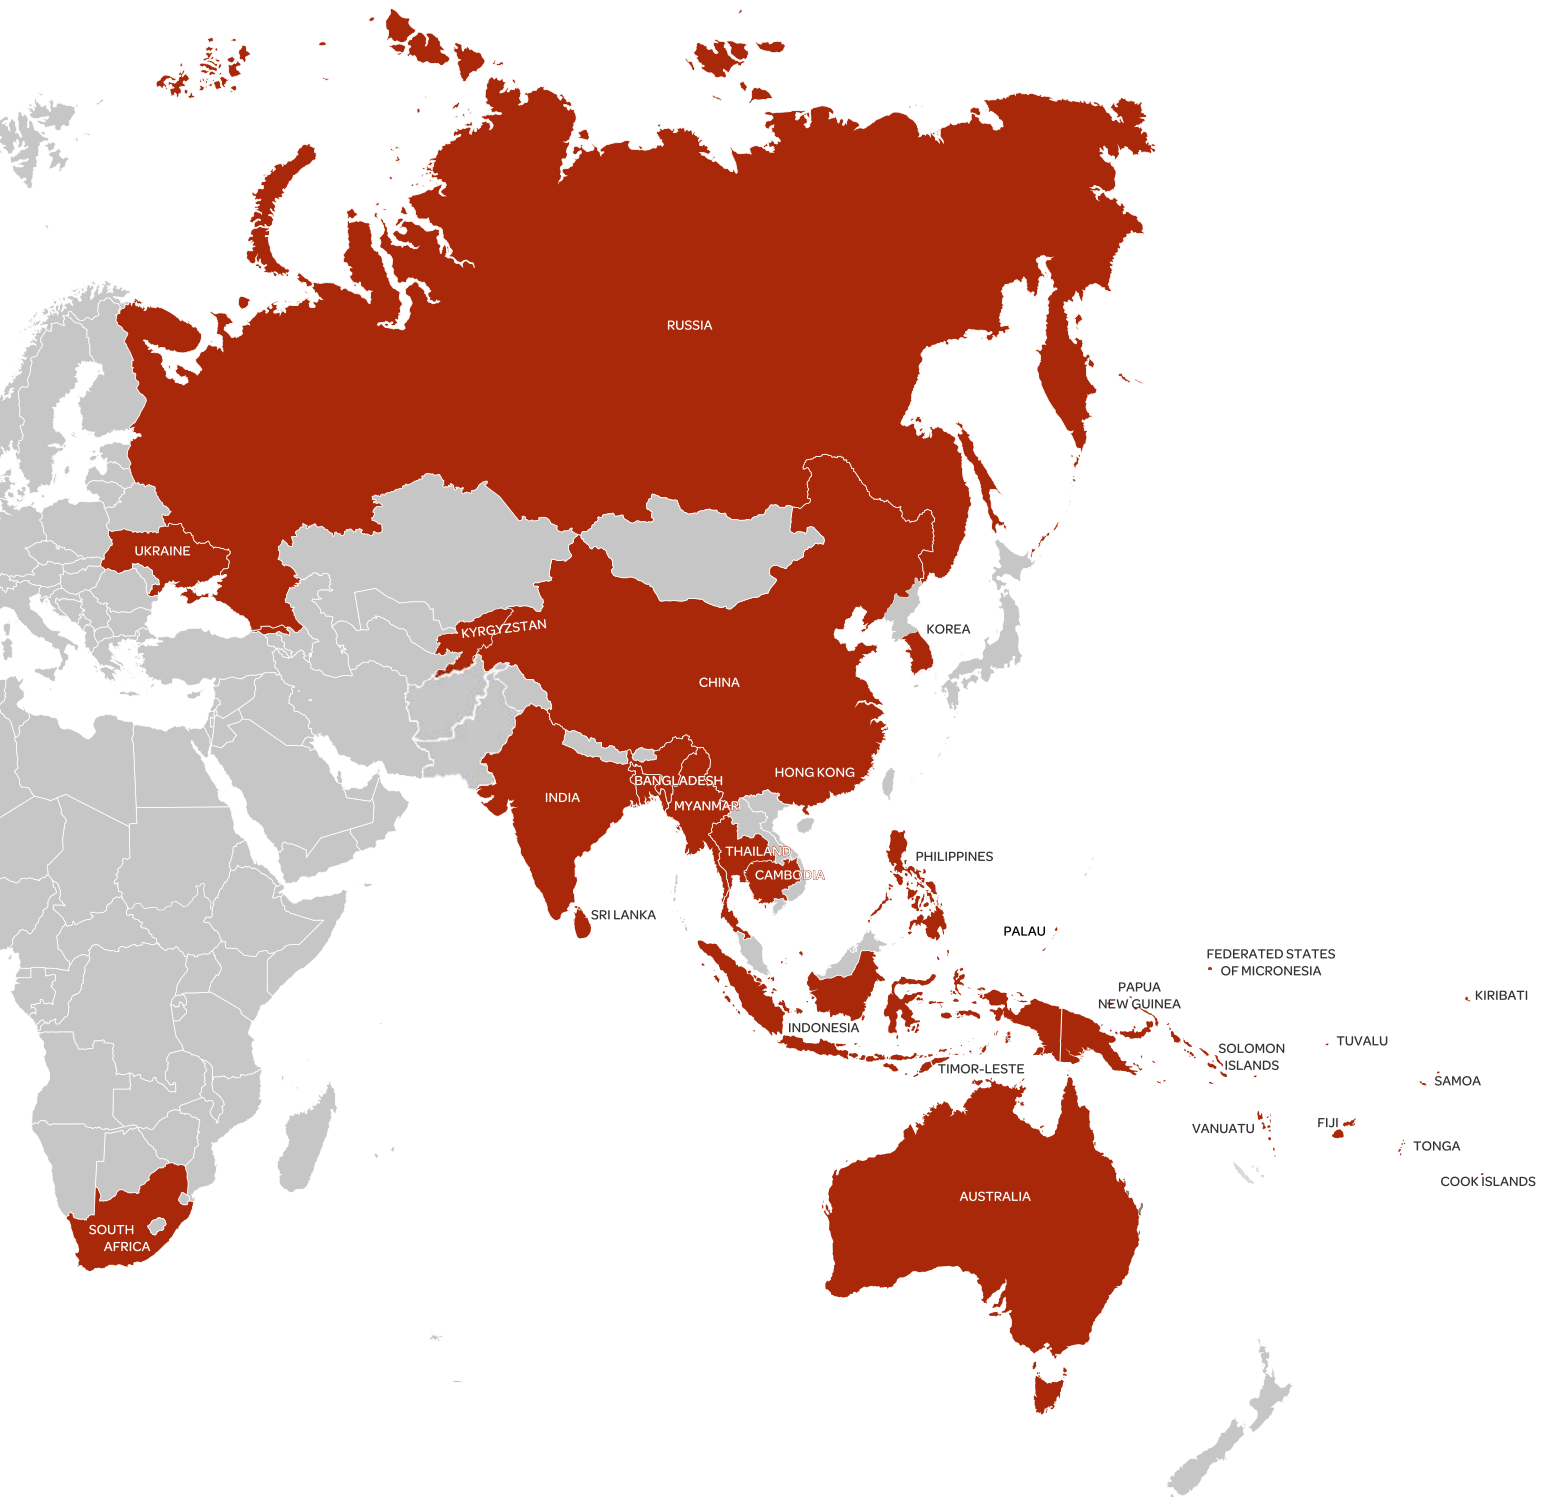 RUSSIA
UKRAINE
KYRGYZSTAN
KOREA
CHINA
HONG KONG
BANGLADESH
INDIA
MYANMAR
THAILAND
PHILIPPINES
CAMBODIA
SRI LANKA
PALAU
FEDERATED STATES
OF MICRONESIA
PAPUA
NEW GUINEA
KIRIBATI
INDONESIA
TUVALU
SOLOMON
ISLANDS
TIMOR-LESTE
SAMOA
FIJI
VANUATU
TONGA
COOK ISLANDS
AUSTRALIA
SOUTH
AFRICA